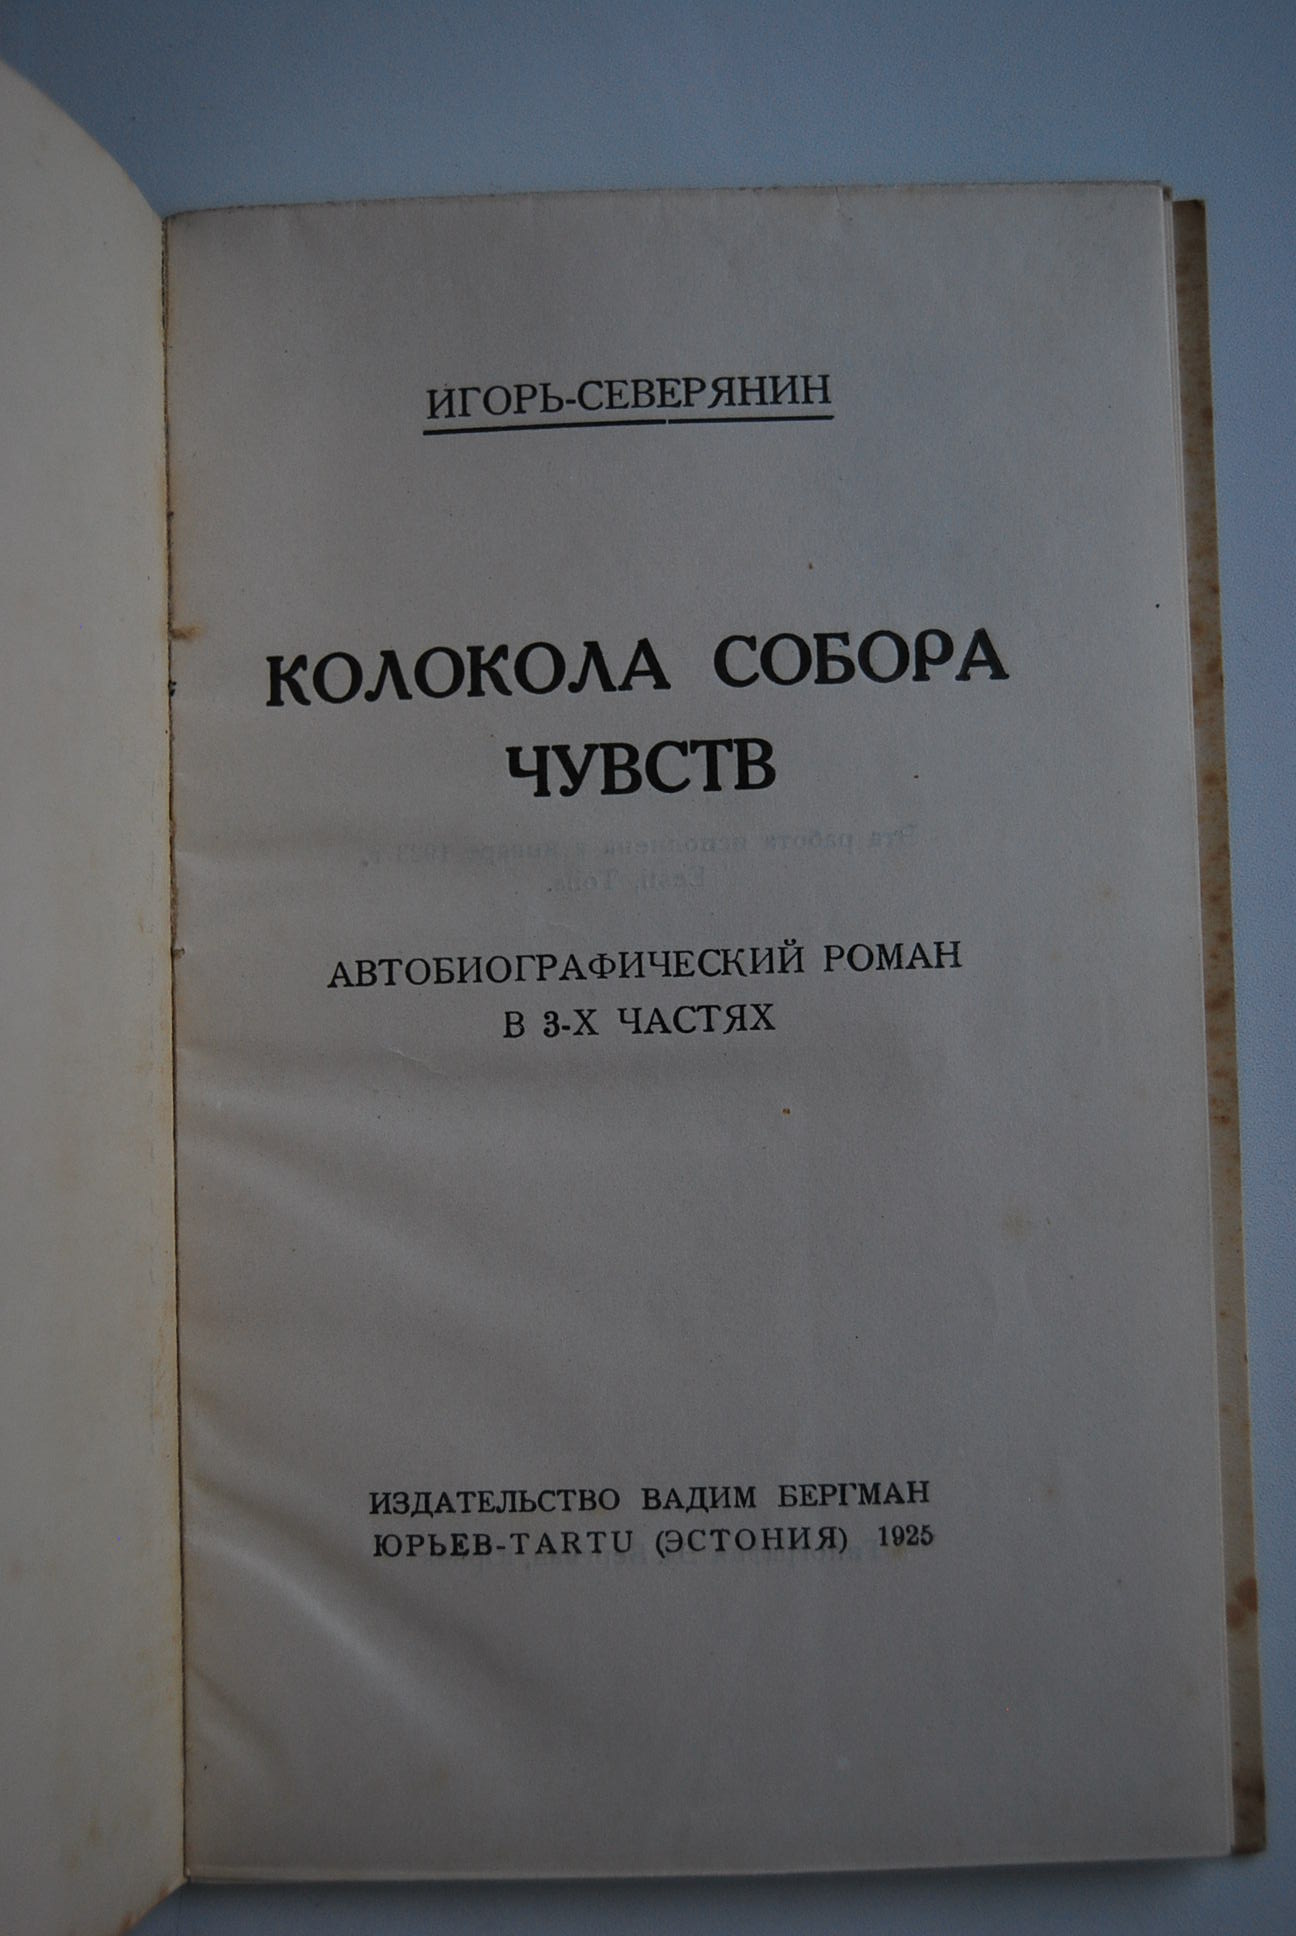 ИГОРЬ-СЕВЕРЯНИН
КОЛОКОЛА СОБОРА
ЧУВСТВ
АВТОБИОГРАФИЧЕСКИЙ РОМАН
В 3-Х ЧАСТЯХ
ИЗДАТЕЛЬСТВО ВАДИМ БЕРГМАН
ЮРЬЕВ-TARTU (ЭСТОНИЯ) 1925